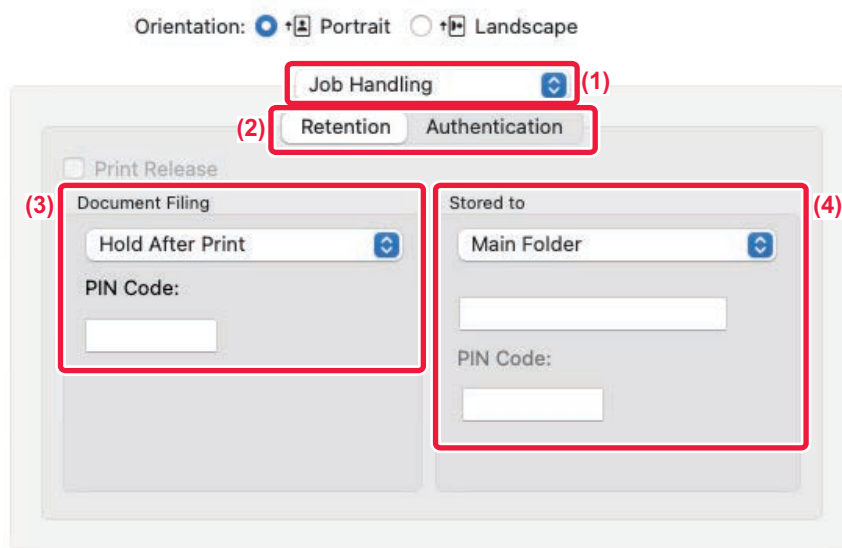 Orientation: Portrait Landscape
Job Handling (1)
(2) Retention Authentication
Print Release
(3) Document Filing Stored to (4)
Hold After Print Main Folder
PIN Code:
PIN Code: